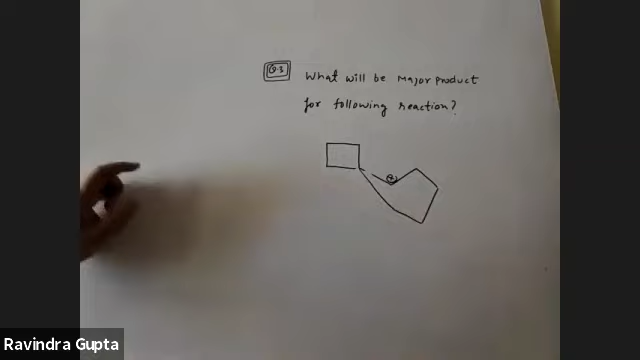 Q.3
What will be Major product
for following reaction?
Ravindra Gupta